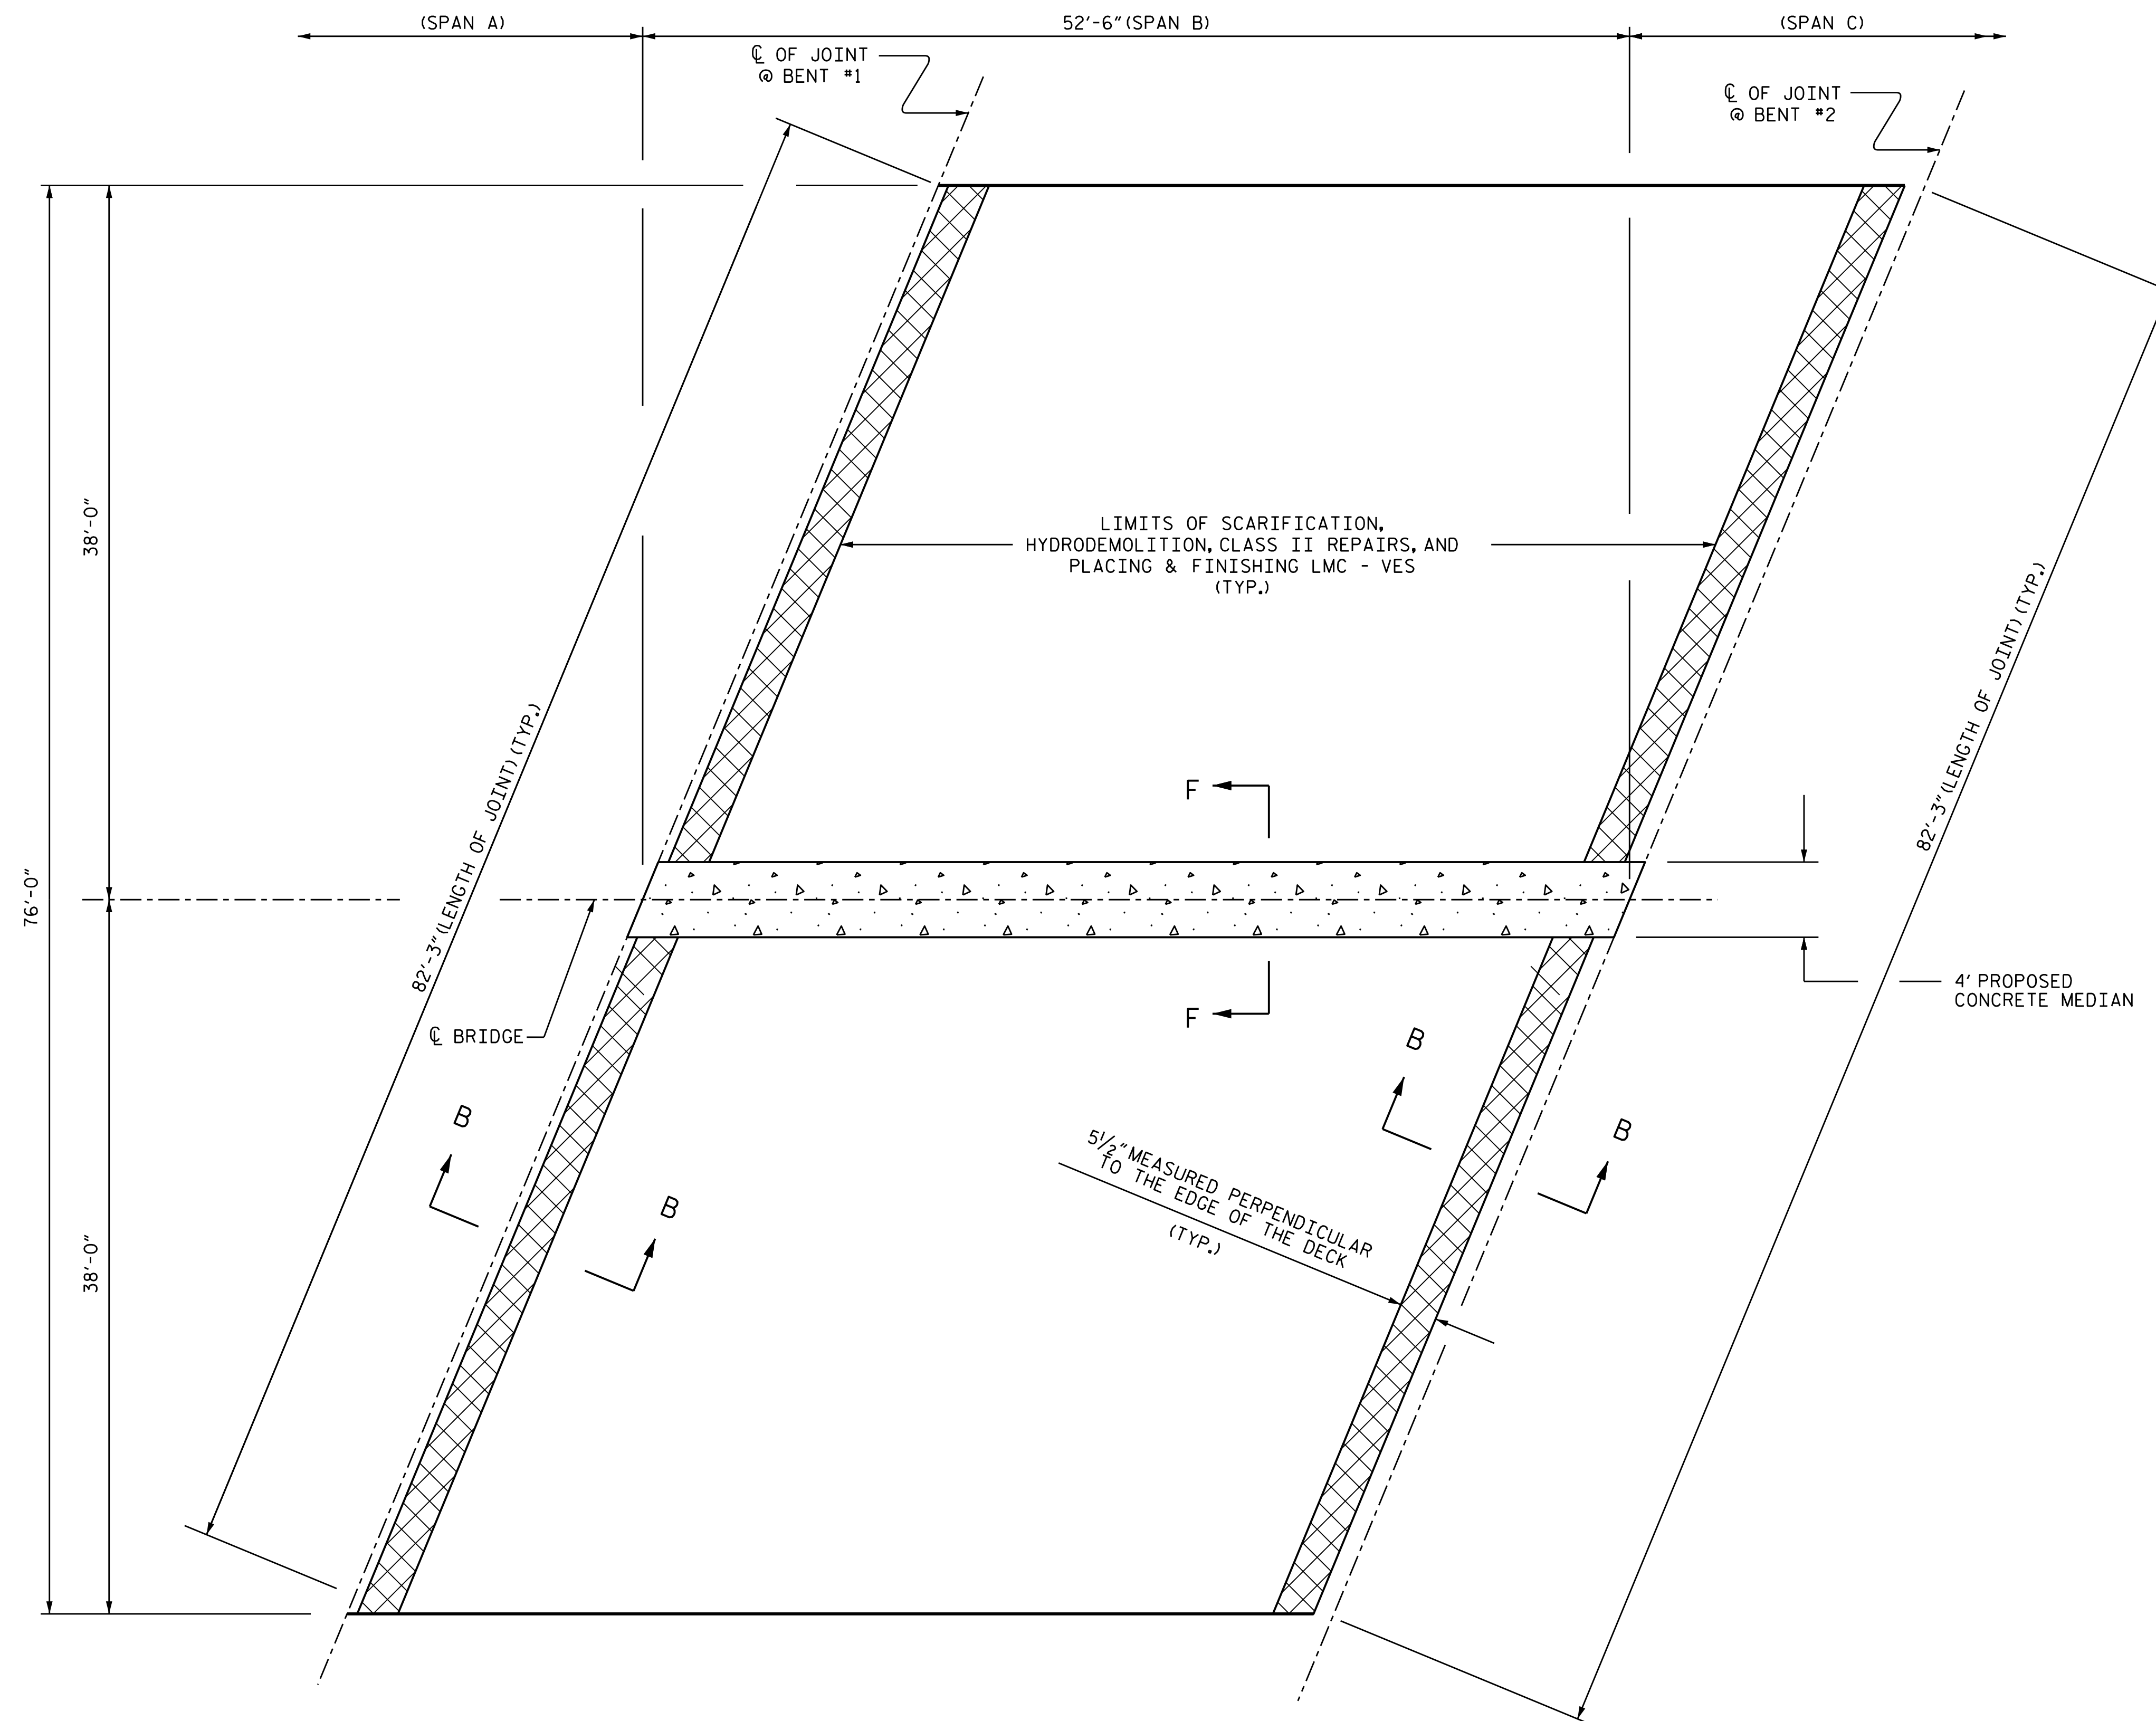 (SPAN A)
52'-6" (SPAN B)
(SPAN C)
℄ OF JOINT
@ BENT #1
℄ OF JOINT
@ BENT #2
38'-0"
76'-0"
38'-0"
82'-3" (LENGTH OF JOINT) (TYP.)
LIMITS OF SCARIFICATION,
HYDRODEMOLITION, CLASS II REPAIRS, AND
PLACING & FINISHING LMC - VES
(TYP.)
82'-3" (LENGTH OF JOINT) (TYP.)
F
F
4' PROPOSED
CONCRETE MEDIAN
℄ BRIDGE
B
B
B
B
5½" MEASURED PERPENDICULAR
TO THE EDGE OF THE DECK
(TYP.)